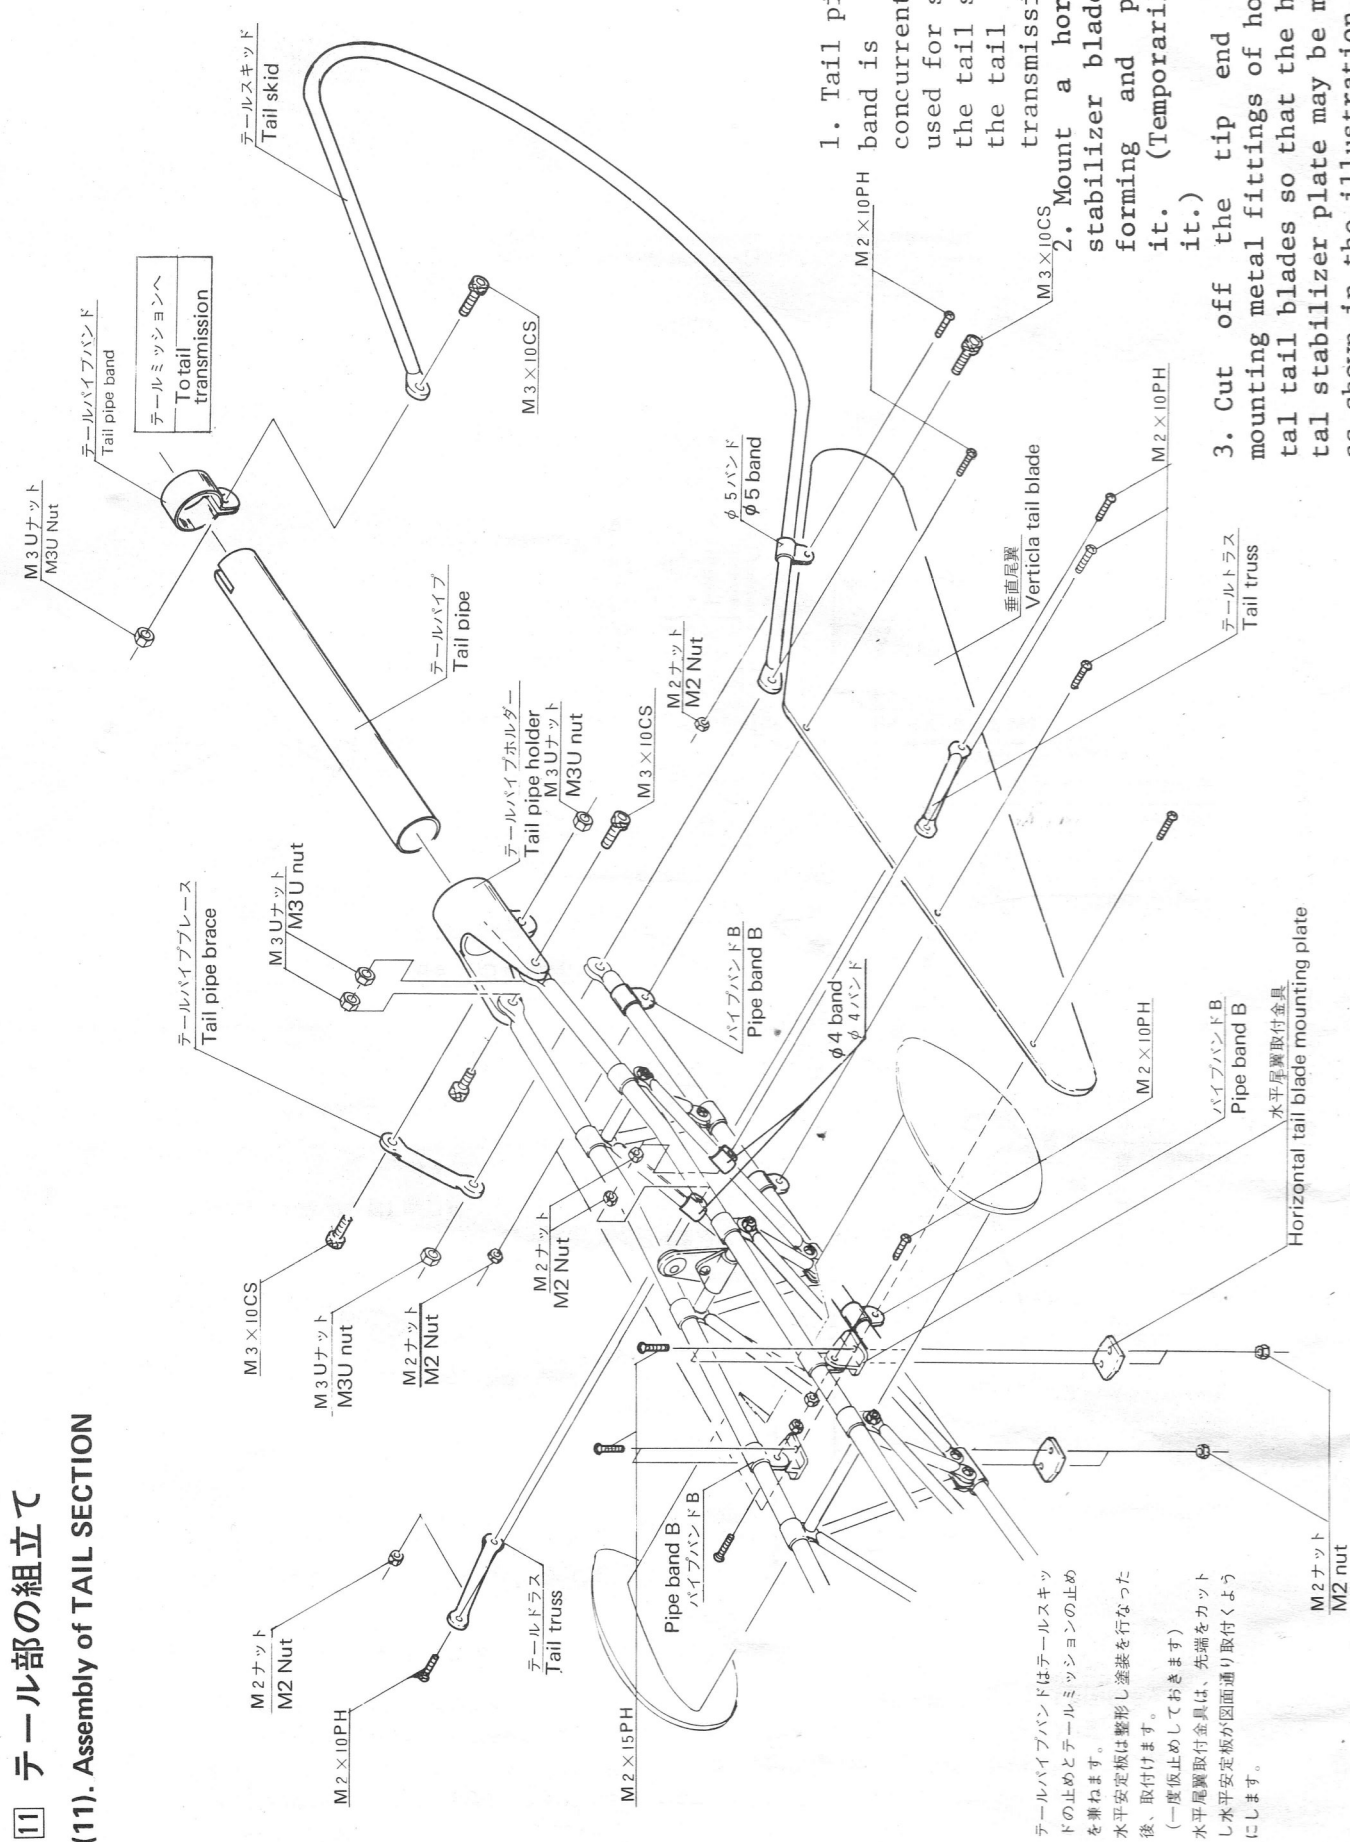 11 テール部の組立て
(11). Assembly of TAIL SECTION
テールスキッド
Tail skid
テールパイプバンド
Tail pipe band
テールミッションへ
Totail
transmission
M3Uナット
M3U Nut
M3×10CS
テールパイプ
Tail pipe
テールパイプホルダー
Tail pipe holder
M3Uナット
M3U nut
M3×10CS
M3Uナット
M3U nut
テールパイプブレース
Tail pipe brace
M3×10CS
M3Uナット
M3U nut
M2ナット
M2 Nut
M2ナット
M2 Nut
M2ナット
M2 Nut
φ5バンド
φ5 band
M2×10PH
M3×10CS
M2×10PH
垂直尾翼
Verticla tail blade
テールトラス
Tail truss
パイプバンドB
Pipe band B
φ4 band
φ4バンド
M2×10PH
パイプバンドB
Pipe band B
水平尾翼取付金具
Horizontal tail blade mounting plate
M2ナット
M2 Nut
M2×10PH
テールドラス
Tail truss
M2×15PH
Pipe band B
パイプバンドB
M2ナット
M2 nut
テールパイプバンドはテールスキッ
ドの止めとテールミッションの止め
を兼ねます。
水平安定板は整形し塗装を行なった
後、取付けます。
(一度仮止めしておきます)
水平尾翼取付金具は、先端をカット
し水平安定板が図面通り取付くよう
にします。
1. Tail pi
band is
concurrent
used for s
the tail s
the tail
transmissi
2. Mount a hor
stabilizer blade
forming and p
it. (Temporari
it.)
3. Cut off the tip end
mounting metal fittings of ho
tal tail blades so that the h
tal stabilizer plate may be m
as shown in the illustration